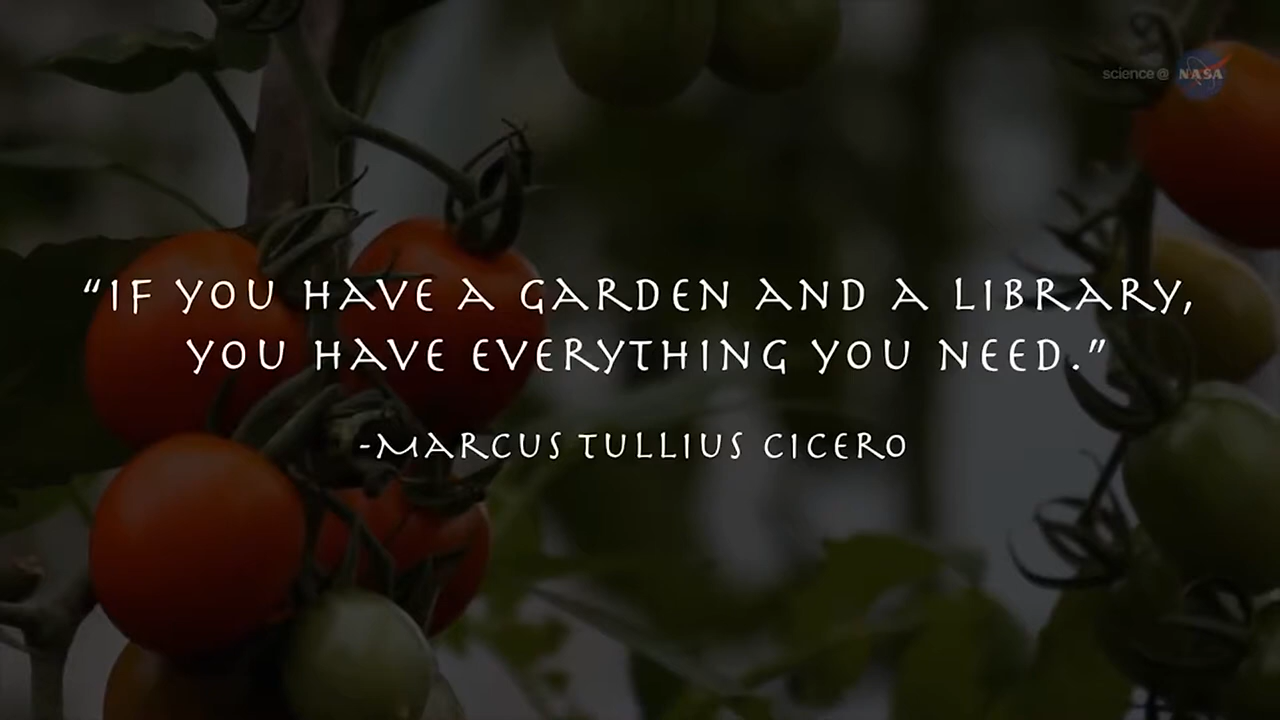 science@ NASA
“IF YOU HAVE A GARDEN AND A LIBRARY,
YOU HAVE EVERYTHING YOU NEED.”
-MARCUS TULLIUS CICERO